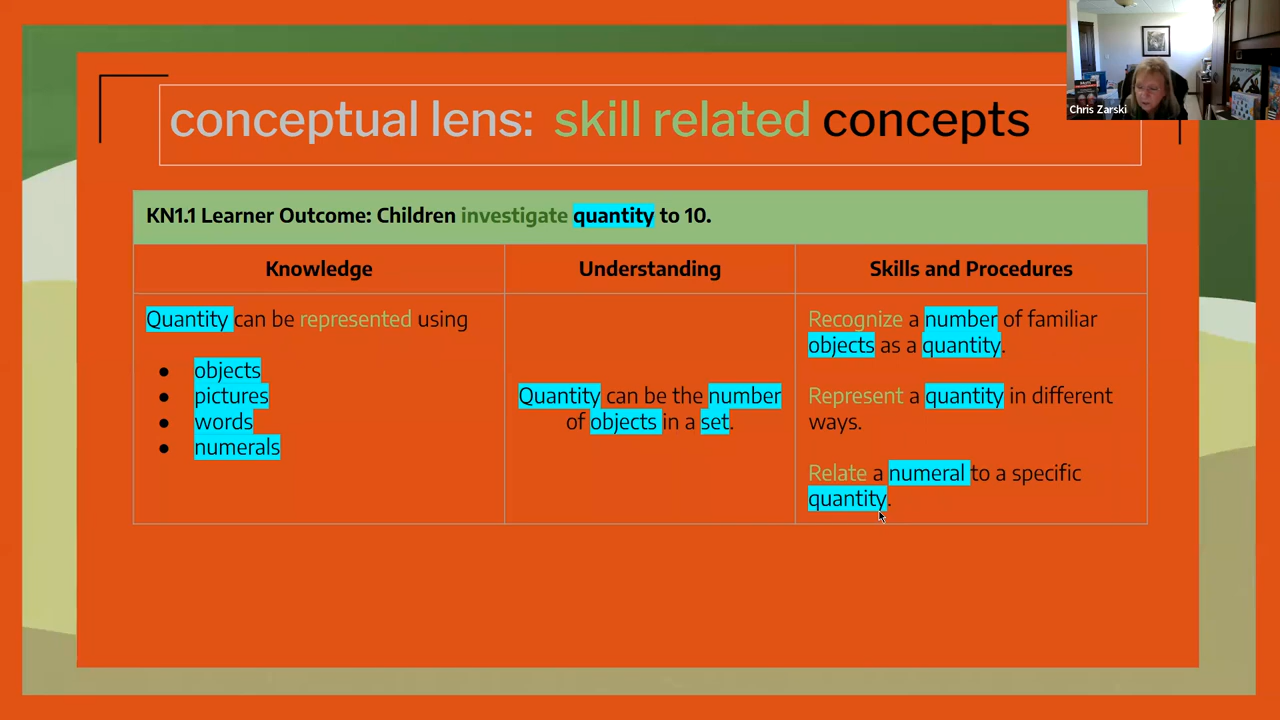 conceptual lens: skill related concepts
Chris Zarski
KN1.1 Learner Outcome: Children investigate quantity to 10.
Knowledge
Understanding
Skills and Procedures
Quantity can be represented using
● objects
● pictures
● words
● numerals
Quantity can be the number
of objects in a set.
Recognize a number of familiar
objects as a quantity.
Represent a quantity in different
ways.
Relate a numeral to a specific
quantity.